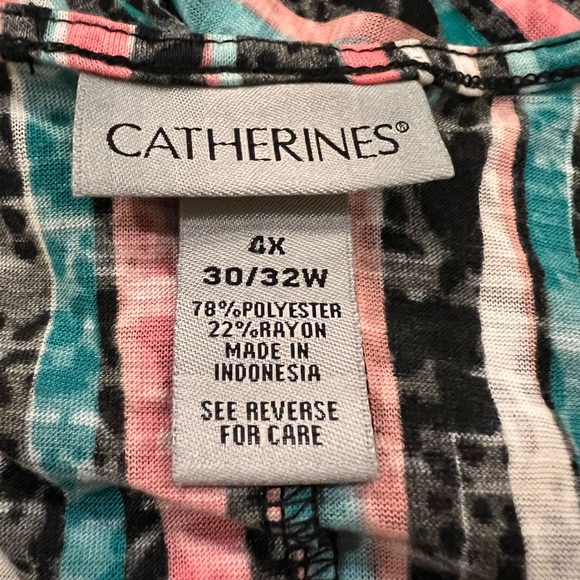 CATHERINES®
4X
30/32W
78%POLYESTER
22%RAYON
MADE IN
INDONESIA
SEE REVERSE
FOR CARE